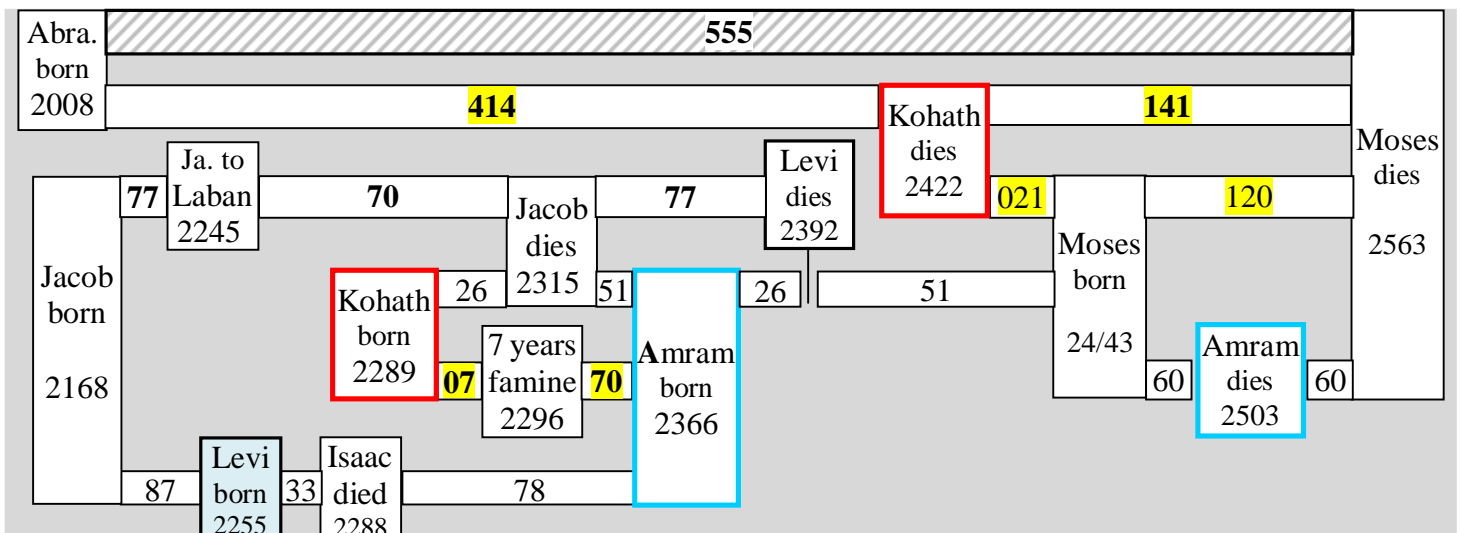 Abra.
born
2008
555
414
Kohath
dies
2422
141
Moses
dies
2563
Jacob
born
2168
77
Ja. to
Laban
2245
70
Jacob
dies
2315
77
Levi
dies
2392
021
Moses
born
24/43
120
Kohath
born
2289
26
51
Amram
born
2366
26
51
07
7 years
famine
2296
70
60
Amram
dies
2503
60
87
Levi
born
2255
33
Isaac
died
2288
78